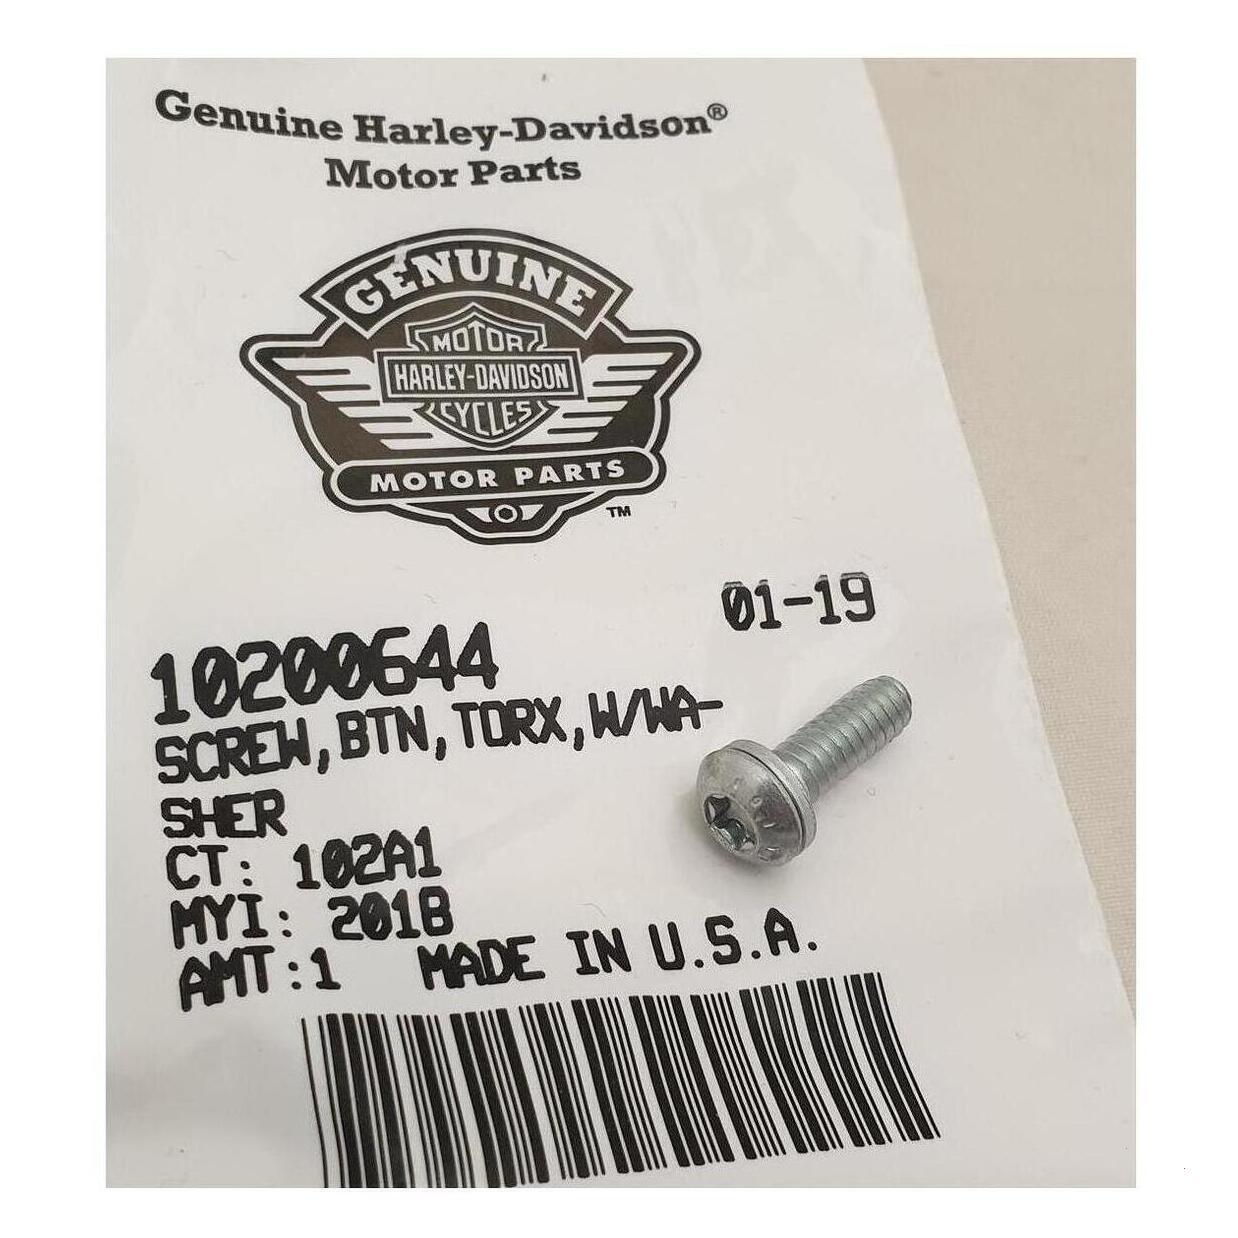 Genuine Harley-Davidson®
Motor Parts
GENUINE
MOTOR
HARLEY-DAVIDSON
CYCLES
MOTOR PARTS
TM
01-19
10200644
SCREW,BTN,TORX,W/WA-
SHER
CT: 102A1
MYI: 2018
AMT:1 MADE IN U.S.A.